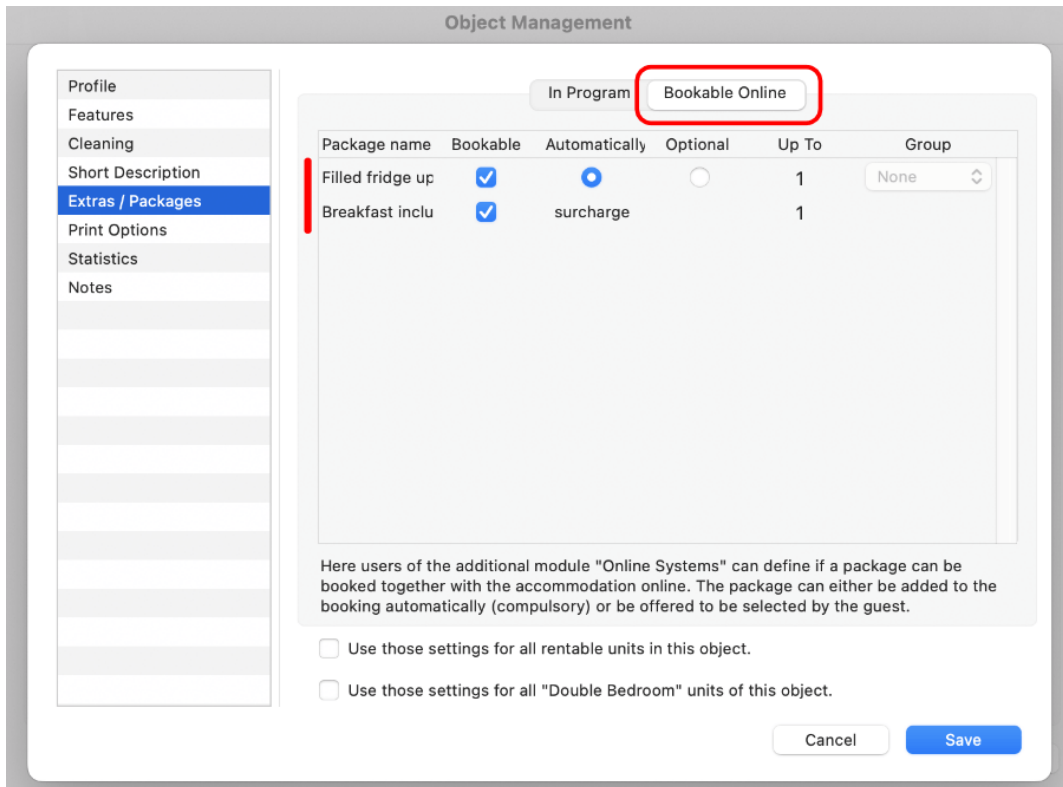 Object Management
Profile
Features
Cleaning
Short Description
Extras / Packages
Print Options
Statistics
Notes
In Program
Bookable Online
Package name Bookable Automatically Optional Up To Group
Filled fridge up 1 None
Breakfast inclu surcharge 1
Here users of the additional module "Online Systems" can define if a package can be
booked together with the accommodation online. The package can either be added to the
booking automatically (compulsory) or be offered to be selected by the guest.
Use those settings for all rentable units in this object.
Use those settings for all "Double Bedroom" units of this object.
Cancel Save